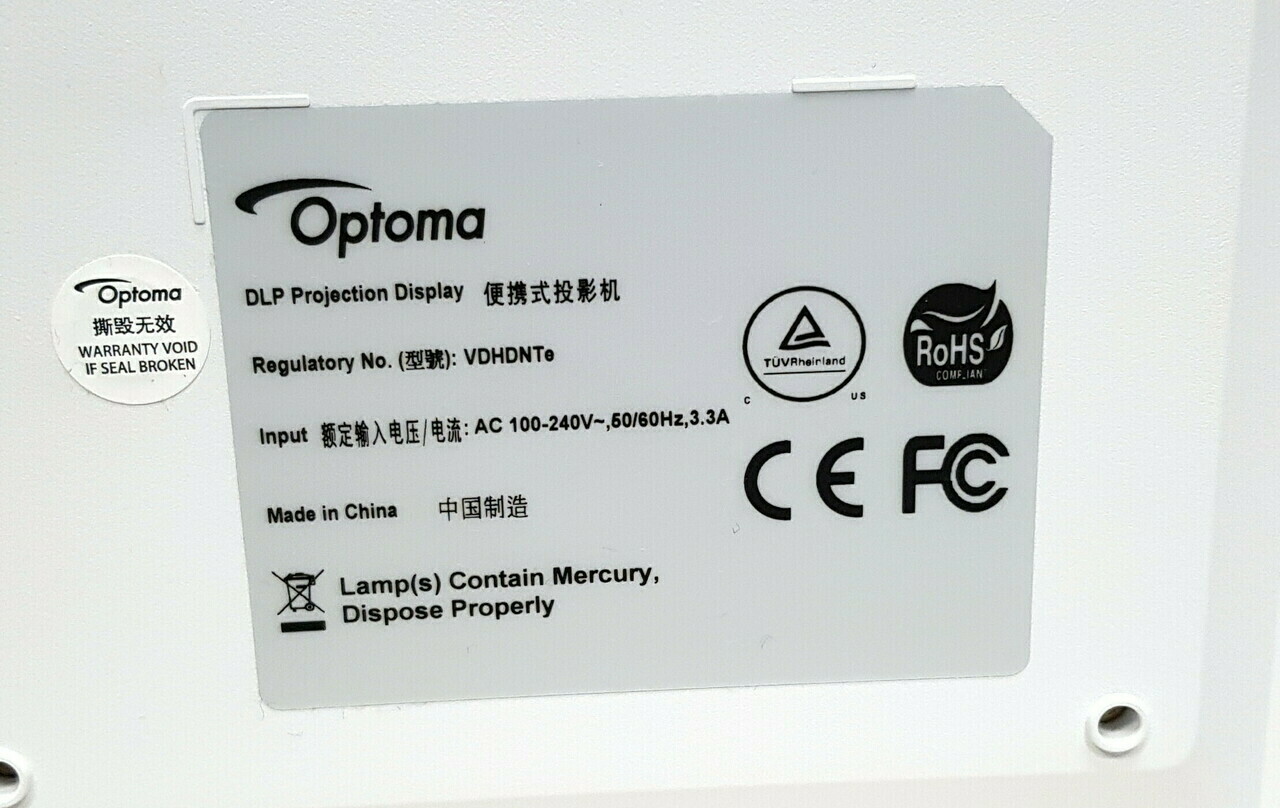 Optoma
DLP Projection Display 便携式投影机
Regulatory No. (型號): VDHDNTe
Input 额定输入电压/电流: AC 100-240V~,50/60Hz,3.3A
Made in China 中国制造
Lamp(s) Contain Mercury,
Dispose Properly
TÜVRheinland
C US
RoHS
COMPLIANT
CE FC
Optoma
撕毁无效
WARRANTY VOID
IF SEAL BROKEN